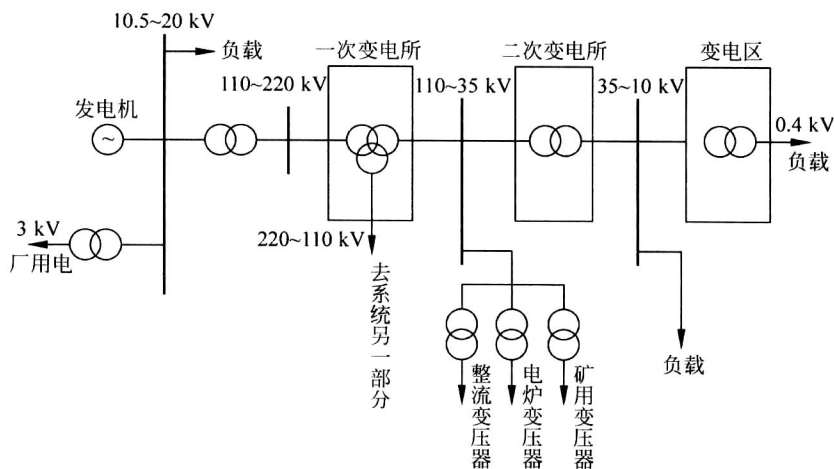 10.5~20 kV
负载
一次变电所
二次变电所
变电区
110~220 kV
110~35 kV
35~10 kV
发电机
~
0.4 kV
负载
3 kV
厂用电
220~110 kV
去系统另一部分
整流变压器
电炉变压器
矿用变压器
负载